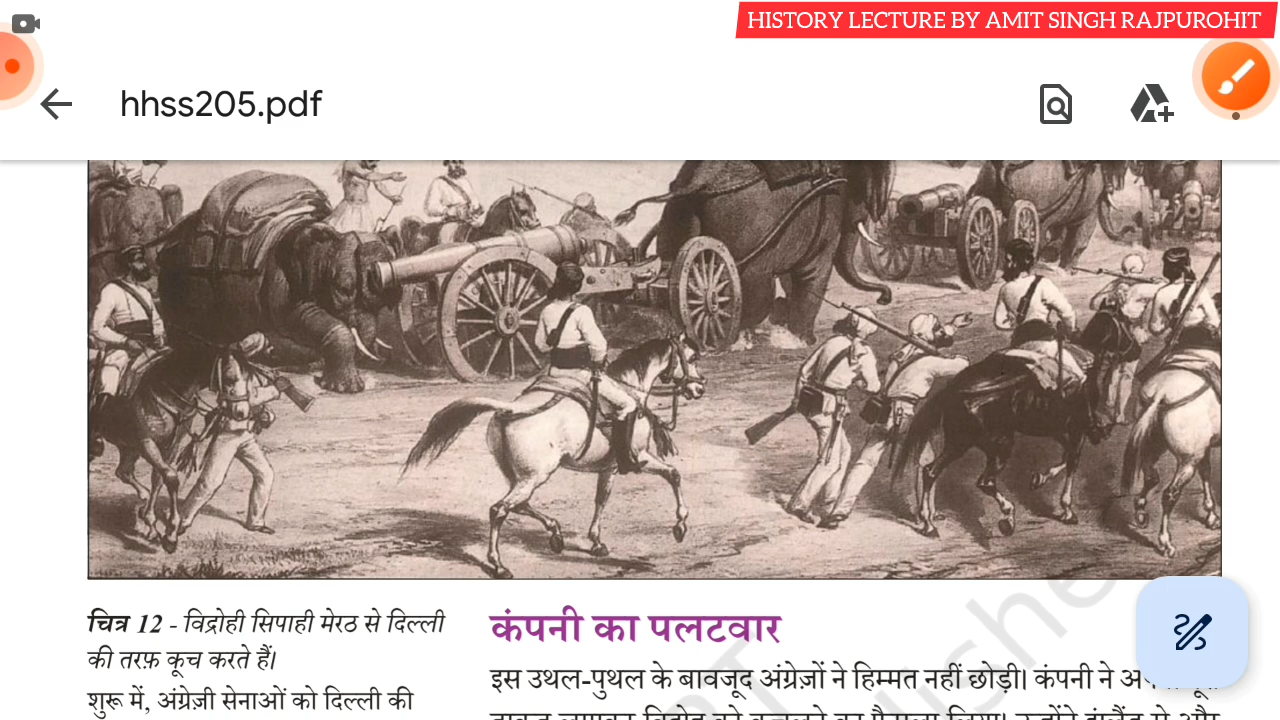 HISTORY LECTURE BY AMIT SINGH RAJPUROHIT
hhss205.pdf
चित्र 12 - विद्रोही सिपाही मेरठ से दिल्ली
की तरफ़ कूच करते हैं।
शुरू में, अंग्रेज़ी सेनाओं को दिल्ली की
कंपनी का पलटवार
इस उथल-पुथल के बावजूद अंग्रेज़ों ने हिम्मत नहीं छोड़ी। कंपनी ने